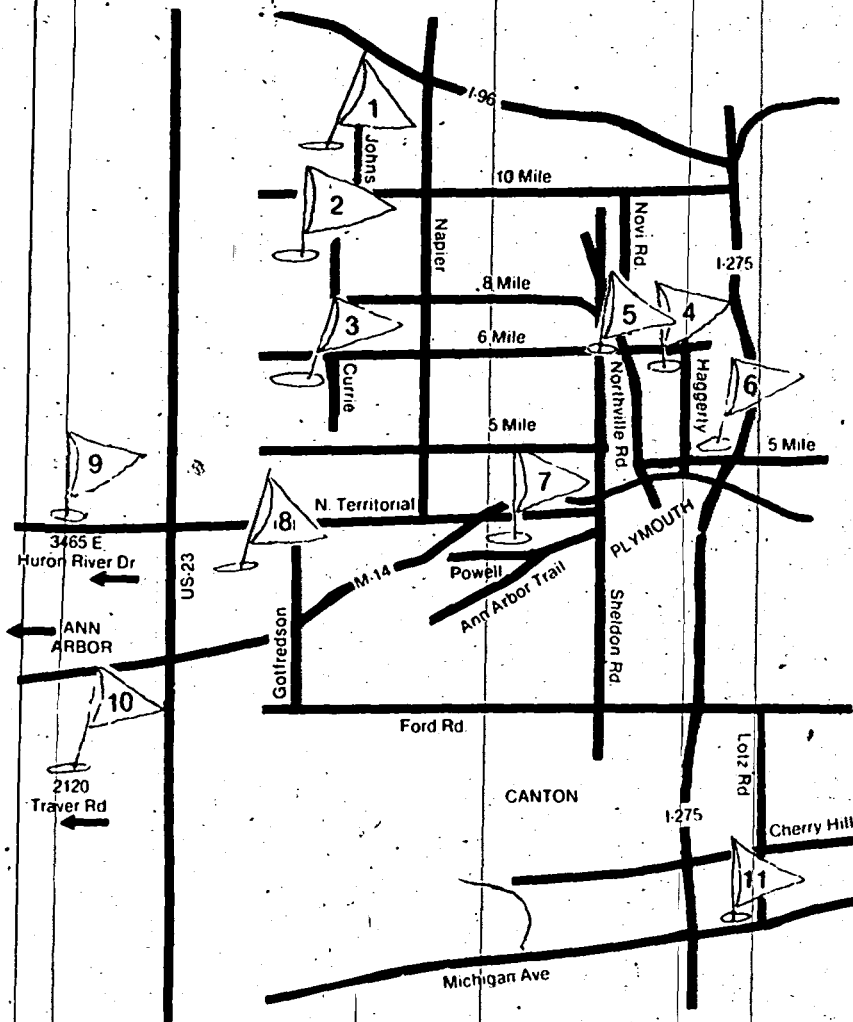 I-96
1
Johns
10 Mile
2
Napier
Novi Rd.
I-275
8 Mile
5
4
3
6 Mile
Currie
Northville Rd.
Haggerty
6
5 Mile
5 Mile
9
7
N. Territorial
8
3465 E.
Huron River Dr
US-23
PLYMOUTH
M-14
Powell
Ann Arbor Trail
ANN
ARBOR
Gotfredson
Sheldon Rd.
10
Ford Rd.
2120
Traver Rd
Lotz Rd
CANTON
I-275
Cherry Hill
11
Michigan Ave